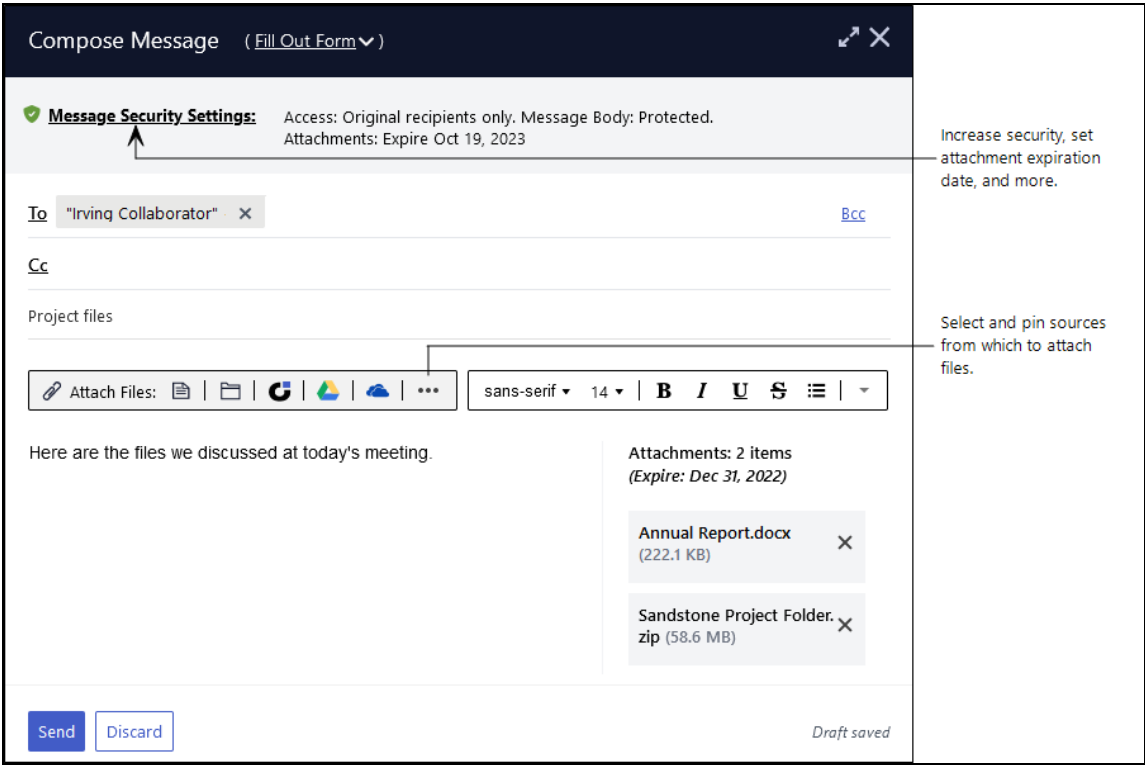 Compose Message ( Fill Out Form )
Message Security Settings:
Access: Original recipients only. Message Body: Protected.
Attachments: Expire Oct 19, 2023
Increase security, set
attachment expiration
date, and more.
To "Irving Collaborator" Bcc
Cc
Project files
Select and pin sources
from which to attach
files.
Attach Files: sans-serif 14 B I U S
Here are the files we discussed at today's meeting.
Attachments: 2 items
(Expire: Dec 31, 2022)
Annual Report.docx
(222.1 KB)
Sandstone Project Folder.
zip (58.6 MB)
Send Discard Draft saved